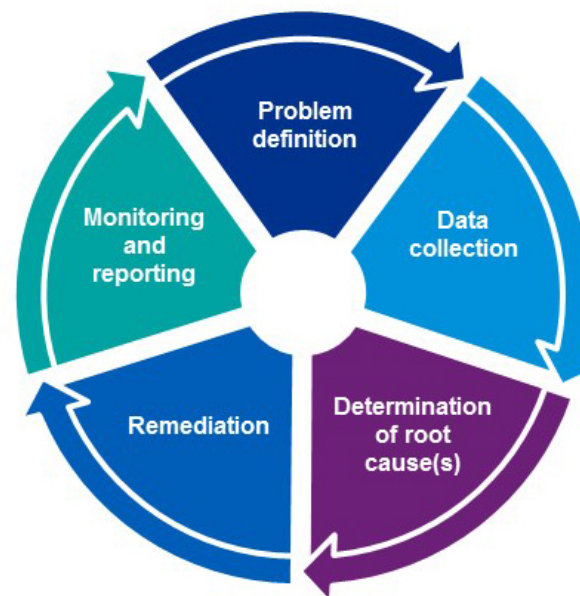 Problem
definition
Data
collection
Determination
of root
cause(s)
Remediation
Monitoring
and
reporting